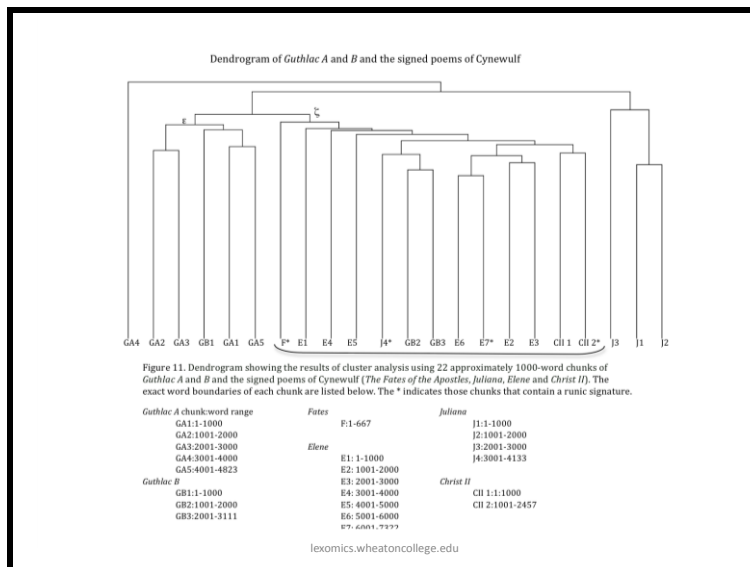 Dendrogram of Guthlac A and B and the signed poems of Cynewulf
ε
ζ
GA4 GA2 GA3 GB1 GA1 GA5 F* E1 E4 E5 J4* GB2 GB3 E6 E7* E2 E3 CII 1 CII 2* J3 J1 J2
Figure 11. Dendrogram showing the results of cluster analysis using 22 approximately 1000-word chunks of
Guthlac A and B and the signed poems of Cynewulf (The Fates of the Apostles, Juliana, Elene and Christ II). The
exact word boundaries of each chunk are listed below. The * indicates those chunks that contain a runic signature.
Guthlac A chunk:word range
GA1:1-1000
GA2:1001-2000
GA3:2001-3000
GA4:3001-4000
GA5:4001-4823
Guthlac B
GB1:1-1000
GB2:1001-2000
GB3:2001-3111
Fates
F:1-667
Elene
E1: 1-1000
E2: 1001-2000
E3: 2001-3000
E4: 3001-4000
E5: 4001-5000
E6: 5001-6000
E7: 6001-7322
Juliana
J1:1-1000
J2:1001-2000
J3:2001-3000
J4:3001-4133
Christ II
CII 1:1:1000
CII 2:1001-2457
lexomics.wheatoncollege.edu